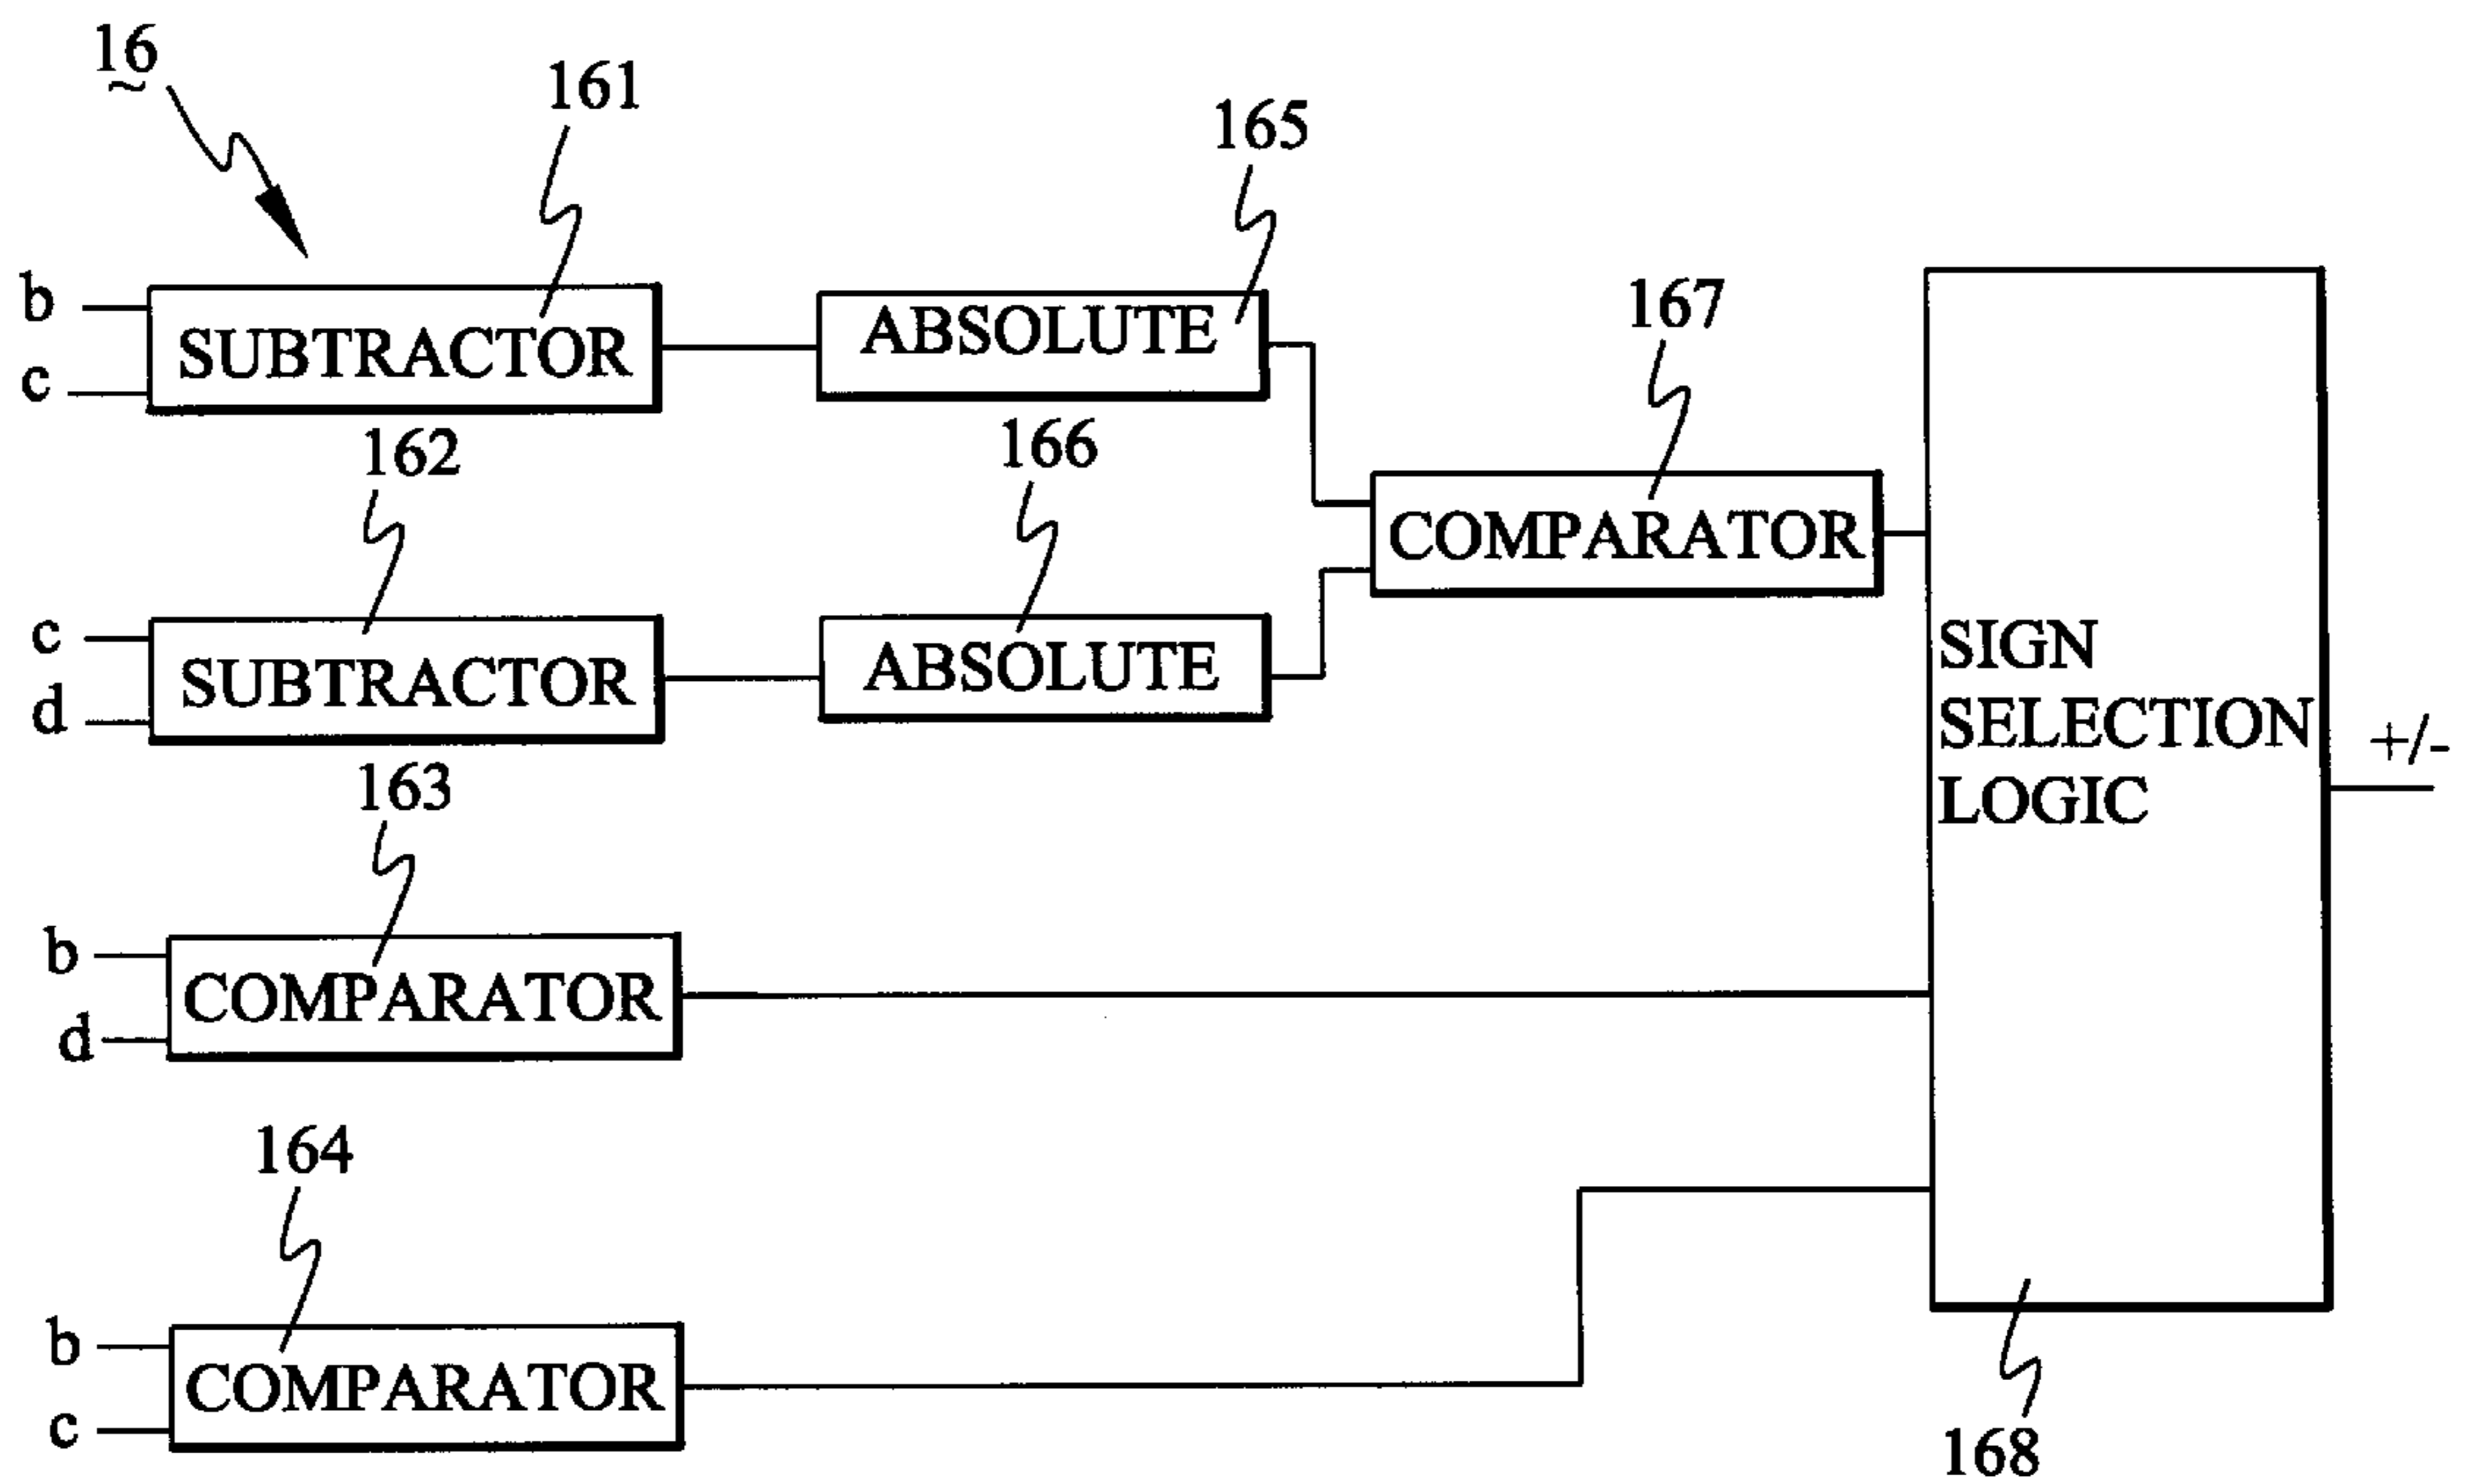 16
161
165
b
SUBTRACTOR
ABSOLUTE
167
c
162
166
COMPARATOR
c
SUBTRACTOR
ABSOLUTE
SIGN
SELECTION
LOGIC
d
+/-
163
b
COMPARATOR
d
164
b
COMPARATOR
c
168